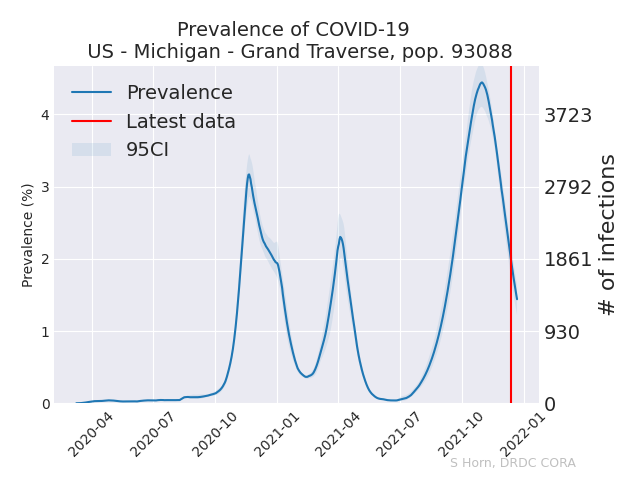 Prevalence of COVID-19
US - Michigan - Grand Traverse, pop. 93088
Prevalence
Latest data
95CI
Prevalence (%)
4
3
2
1
0
3723
2792
1861
930
0
# of infections
2020-04
2020-07
2020-10
2021-01
2021-04
2021-07
2021-10
2022-01
S Horn, DRDC CORA